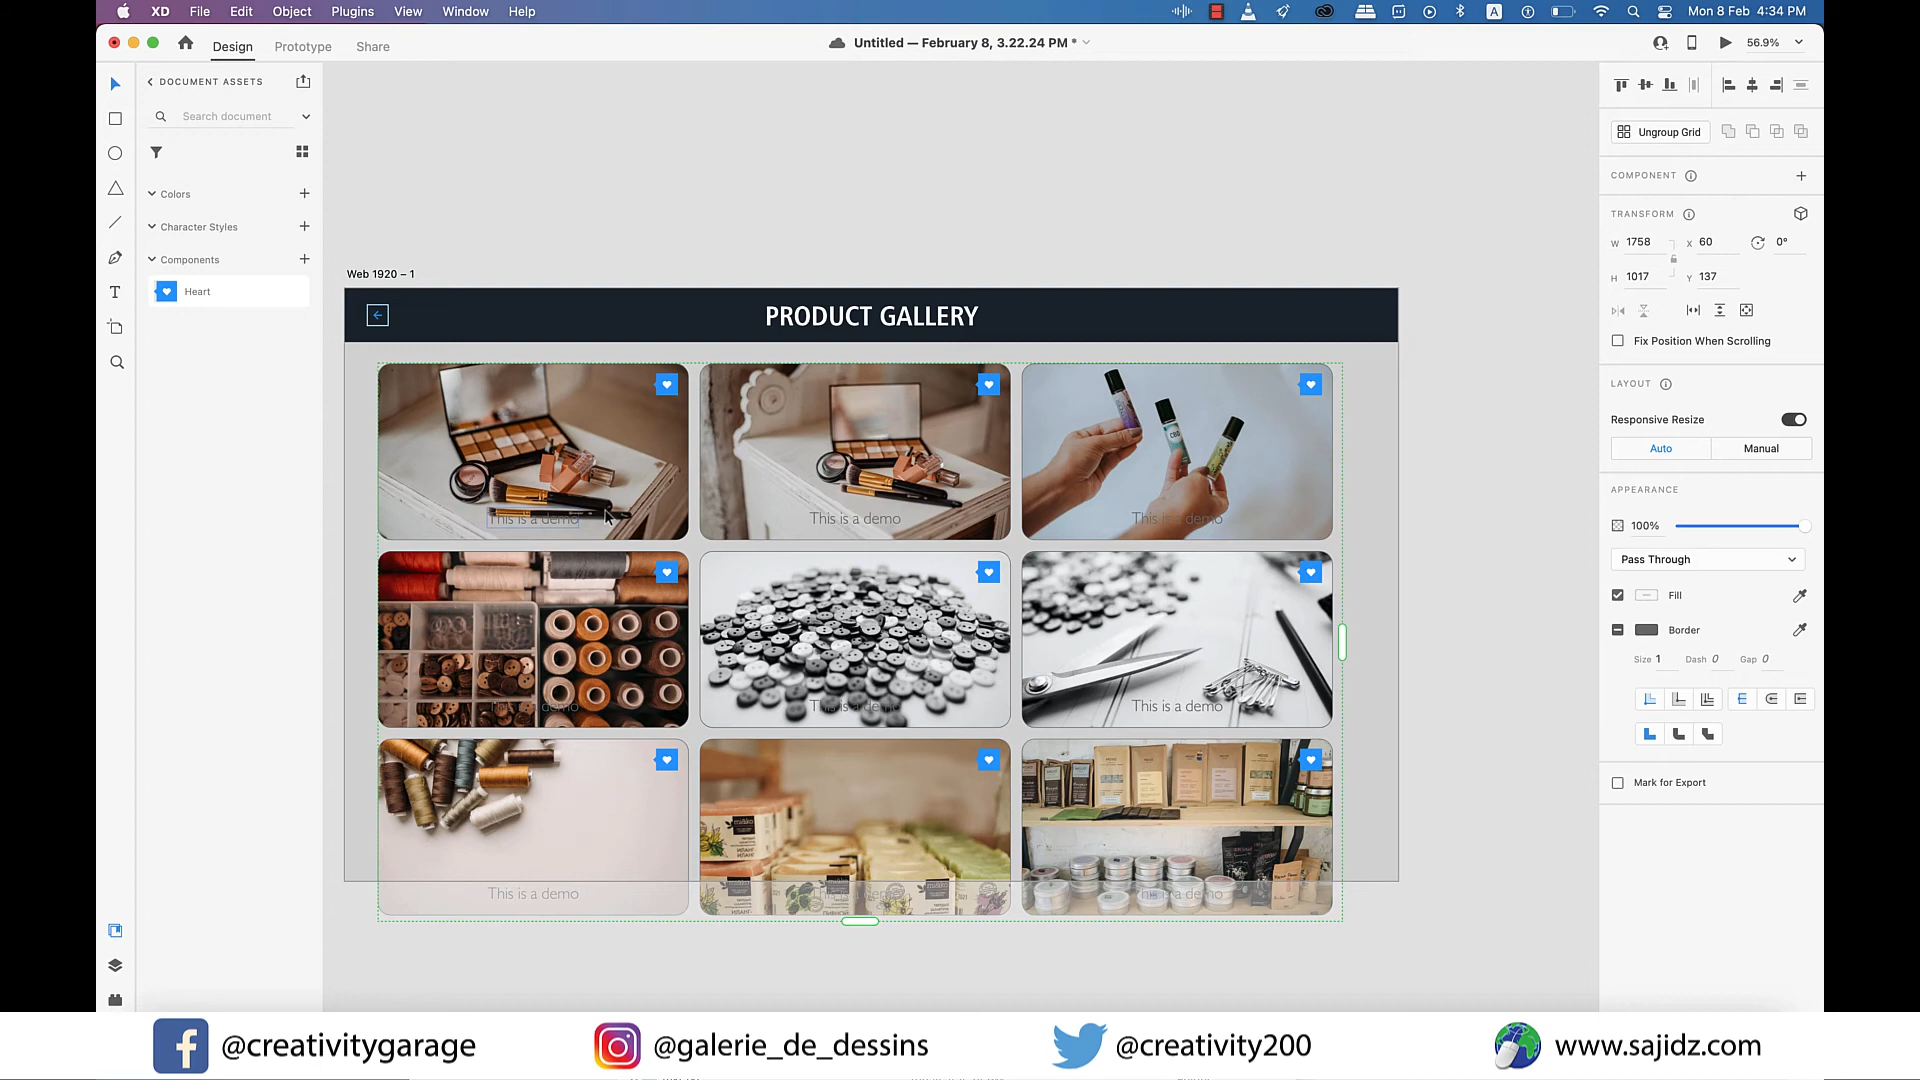 XD File Edit Object Plugins View Window Help
A
Mon 8 Feb 4:34 PM
Design Prototype Share
Untitled — February 8, 3.22.24 PM *
56.9%
DOCUMENT ASSETS
Search document
Colors
Character Styles
Components
Heart
T
Web 1920 – 1
PRODUCT GALLERY
This is a demo
This is a demo
This is a demo
This is a demo
This is a demo
This is a demo
This is a demo
This is a demo
This is a demo
Ungroup Grid
COMPONENT
TRANSFORM
W 1758 X 60 0°
H 1017 Y 137
Fix Position When Scrolling
LAYOUT
Responsive Resize
Auto Manual
APPEARANCE
100%
Pass Through
Fill
Border
Size 1 Dash 0 Gap 0
Mark for Export
@creativitygarage
@galerie_de_dessins
@creativity200
www.sajidz.com